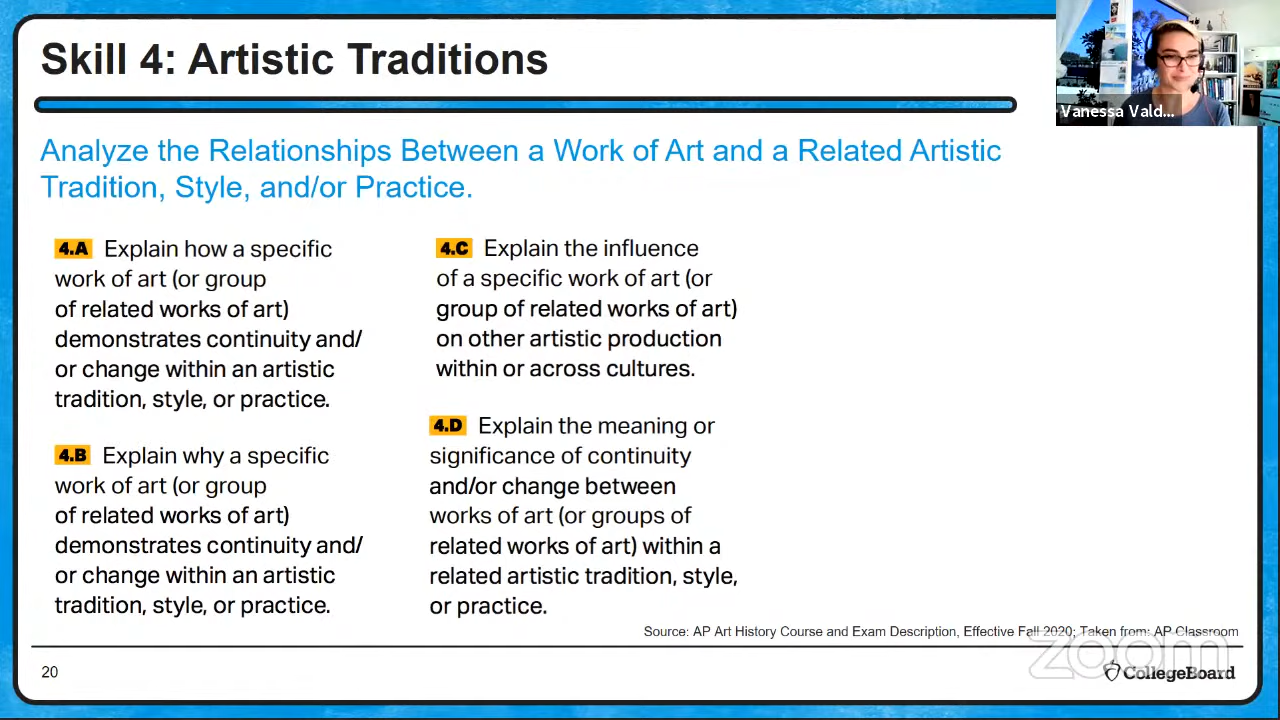 Skill 4: Artistic Traditions
Vanessa Vald...
Analyze the Relationships Between a Work of Art and a Related Artistic
Tradition, Style, and/or Practice.
4.A Explain how a specific
work of art (or group
of related works of art)
demonstrates continuity and/
or change within an artistic
tradition, style, or practice.
4.B Explain why a specific
work of art (or group
of related works of art)
demonstrates continuity and/
or change within an artistic
tradition, style, or practice.
4.C Explain the influence
of a specific work of art (or
group of related works of art)
on other artistic production
within or across cultures.
4.D Explain the meaning or
significance of continuity
and/or change between
works of art (or groups of
related works of art) within a
related artistic tradition, style,
or practice.
Source: AP Art History Course and Exam Description, Effective Fall 2020; Taken from: AP Classroom
zoom
20
CollegeBoard